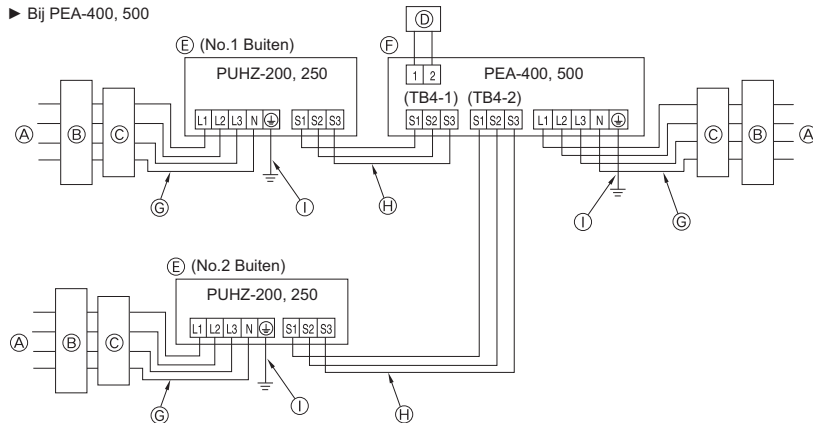 ► Bij PEA-400, 500
D
E (No.1 Buiten)
F
PUHZ-200, 250
1 2
PEA-400, 500
(TB4-1) (TB4-2)
L1 L2 L3 N S1 S2 S3
S1 S2 S3 S1 S2 S3 L1 L2 L3 N
A B C
C B A
G I H I G
E (No.2 Buiten)
PUHZ-200, 250
L1 L2 L3 N S1 S2 S3
A B C
G I H